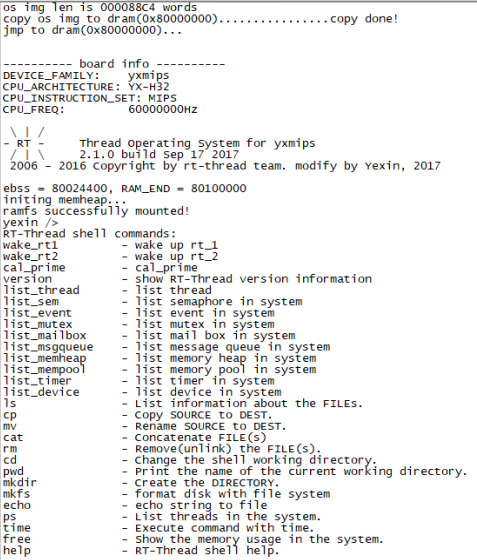 os img len is 000088C4 words
copy os img to dram(0x80000000)................copy done!
jmp to dram(0x80000000)...
---------- board info ----------
DEVICE_FAMILY:    yxmips
CPU_ARCHITECTURE: YX-H32
CPU_INSTRUCTION_SET: MIPS
CPU_FREQ:         60000000Hz
 \ | /
- RT -     Thread Operating System for yxmips
 / | \     2.1.0 build Sep 17 2017
 2006 - 2016 Copyright by rt-thread team. modify by Yexin, 2017
ebss = 80024400, RAM_END = 80100000
initing memheap...
ramfs successfully mounted!
yexin />
RT-Thread shell commands:
wake_rt1         - wake up rt_1
wake_rt2         - wake up rt_2
cal_prime        - cal_prime
version          - show RT-Thread version information
list_thread      - list thread
list_sem         - list semaphore in system
list_event       - list event in system
list_mutex       - list mutex in system
list_mailbox     - list mail box in system
list_msgqueue    - list message queue in system
list_memheap     - list memory heap in system
list_mempool     - list memory pool in system
list_timer       - list timer in system
list_device      - list device in system
ls               - List information about the FILEs.
cp               - Copy SOURCE to DEST.
mv               - Rename SOURCE to DEST.
cat              - Concatenate FILE(s)
rm               - Remove(unlink) the FILE(s).
cd               - Change the shell working directory.
pwd              - Print the name of the current working directory.
mkdir            - Create the DIRECTORY.
mkfs             - format disk with file system
echo             - echo string to file
ps               - List threads in the system.
time             - Execute command with time.
free             - Show the memory usage in the system.
help             - RT-Thread shell help.